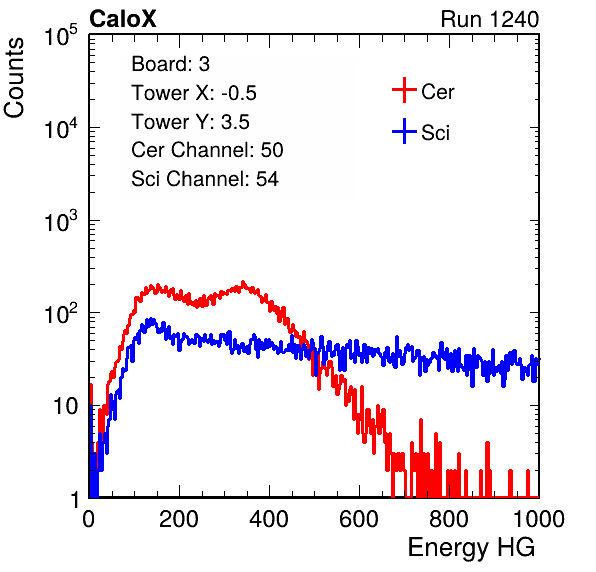 CaloX Run 1240
Counts
Board: 3
Tower X: -0.5
Tower Y: 3.5
Cer Channel: 50
Sci Channel: 54
Cer
Sci
10^5
10^4
10^3
10^2
10
1
0 200 400 600 800 1000
Energy HG